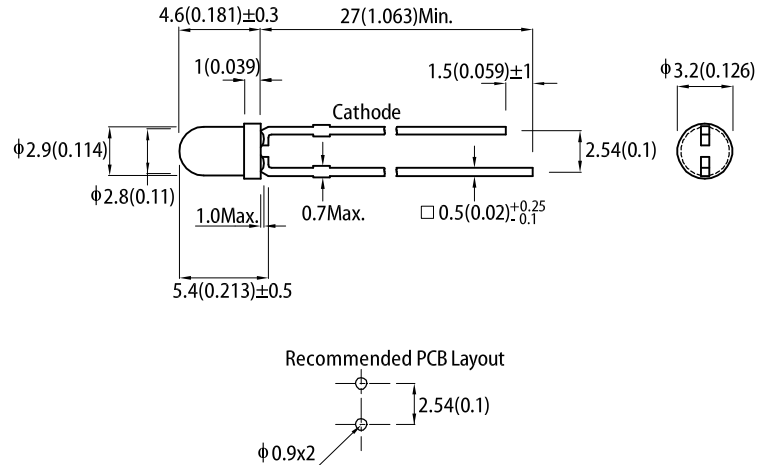 4.6(0.181)±0.3
27(1.063)Min.
1(0.039)
1.5(0.059)±1
ϕ3.2(0.126)
Cathode
ϕ2.9(0.114)
2.54(0.1)
ϕ2.8(0.11)
1.0Max.
0.7Max.
□ 0.5(0.02)+0.25 -0.1
5.4(0.213)±0.5
Recommended PCB Layout
2.54(0.1)
ϕ0.9x2